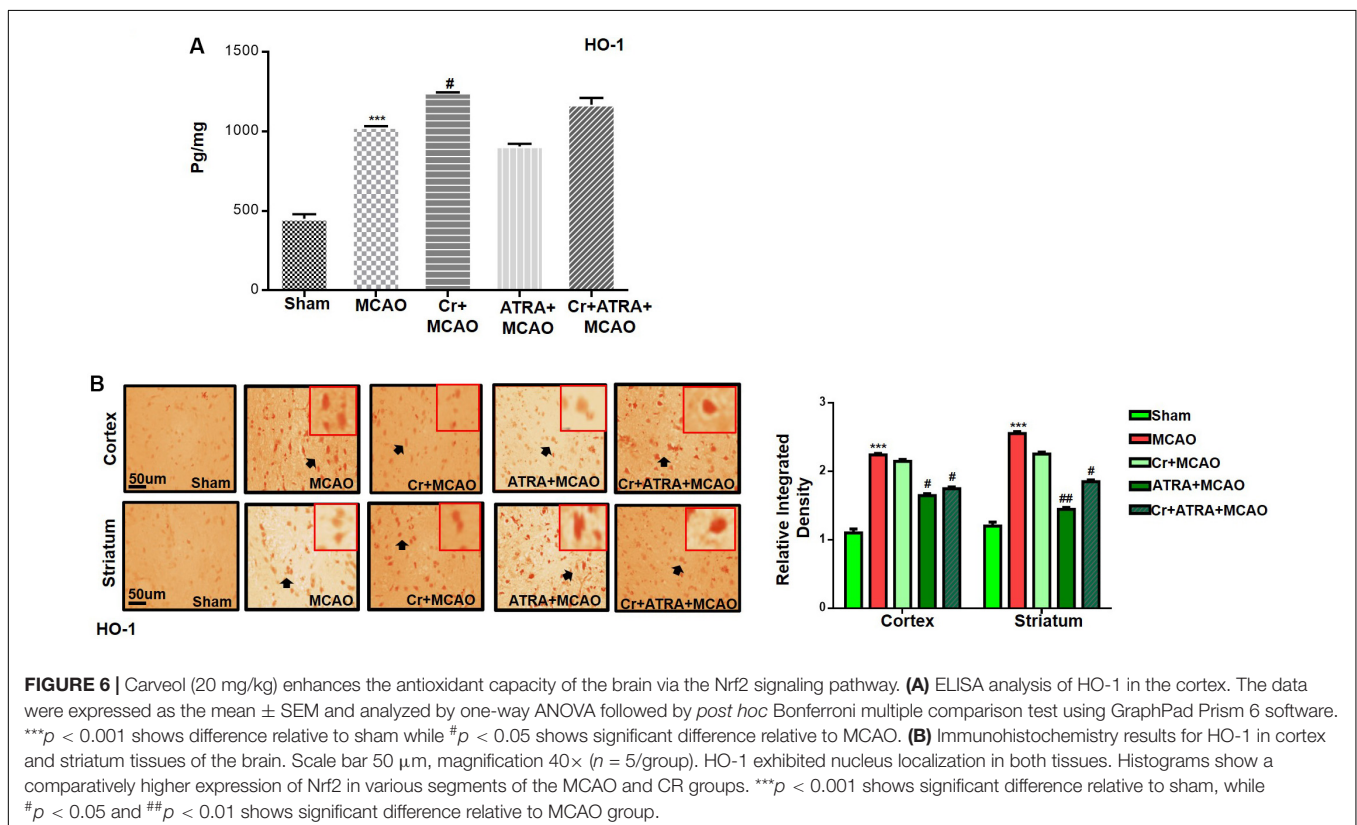 A
HO-1
1500
1000
500
0
Pg/mg
***
#
Sham
MCAO
Cr+
MCAO
ATRA+
MCAO
Cr+ATRA+
MCAO
B
Cortex
50um
Sham
MCAO
Cr+MCAO
ATRA+MCAO
Cr+ATRA+MCAO
Striatum
50um
Sham
MCAO
Cr+MCAO
ATRA+MCAO
Cr+ATRA+MCAO
HO-1
Relative Integrated
Density
3
2
1
0
***
#
#
***
##
#
Cortex
Striatum
Sham
MCAO
Cr+MCAO
ATRA+MCAO
Cr+ATRA+MCAO
FIGURE 6 | Carveol (20 mg/kg) enhances the antioxidant capacity of the brain via the Nrf2 signaling pathway. (A) ELISA analysis of HO-1 in the cortex. The data
were expressed as the mean ± SEM and analyzed by one-way ANOVA followed by post hoc Bonferroni multiple comparison test using GraphPad Prism 6 software.
***p < 0.001 shows difference relative to sham while #p < 0.05 shows significant difference relative to MCAO. (B) Immunohistochemistry results for HO-1 in cortex
and striatum tissues of the brain. Scale bar 50 μm, magnification 40× (n = 5/group). HO-1 exhibited nucleus localization in both tissues. Histograms show a
comparatively higher expression of Nrf2 in various segments of the MCAO and CR groups. ***p < 0.001 shows significant difference relative to sham, while
#p < 0.05 and ##p < 0.01 shows significant difference relative to MCAO group.